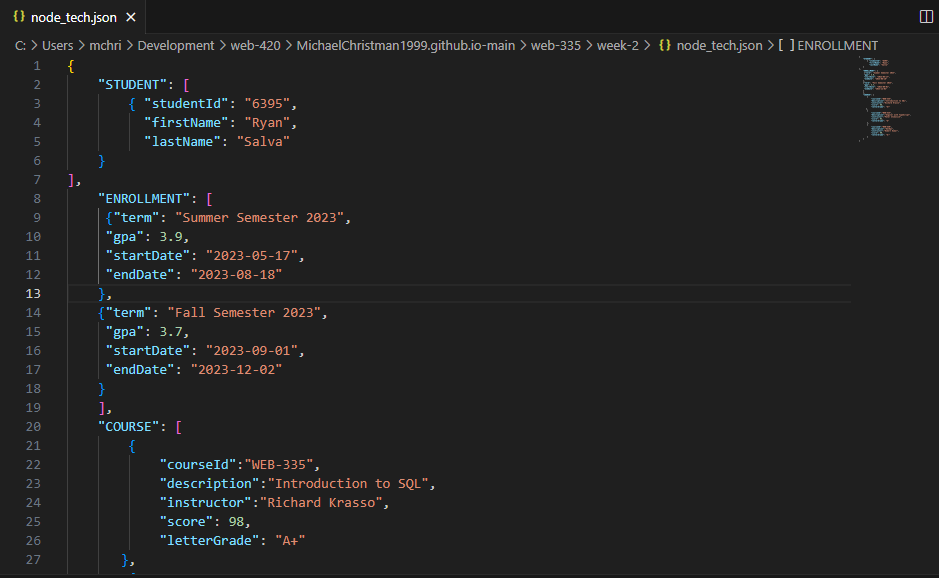 {} node_tech.json ×
C: > Users > mchri > Development > web-420 > MichaelChristman1999.github.io-main > web-335 > week-2 > {} node_tech.json > [ ] ENROLLMENT
1 {
2 "STUDENT": [
3 { "studentId": "6395",
4 "firstName": "Ryan",
5 "lastName": "Salva"
6 }
7 ],
8 "ENROLLMENT": [
9 {"term": "Summer Semester 2023",
10 "gpa": 3.9,
11 "startDate": "2023-05-17",
12 "endDate": "2023-08-18"
13 },
14 {"term": "Fall Semester 2023",
15 "gpa": 3.7,
16 "startDate": "2023-09-01",
17 "endDate": "2023-12-02"
18 }
19 ],
20 "COURSE": [
21 {
22 "courseId":"WEB-335",
23 "description":"Introduction to SQL",
24 "instructor":"Richard Krasso",
25 "score": 98,
26 "letterGrade": "A+"
27 },